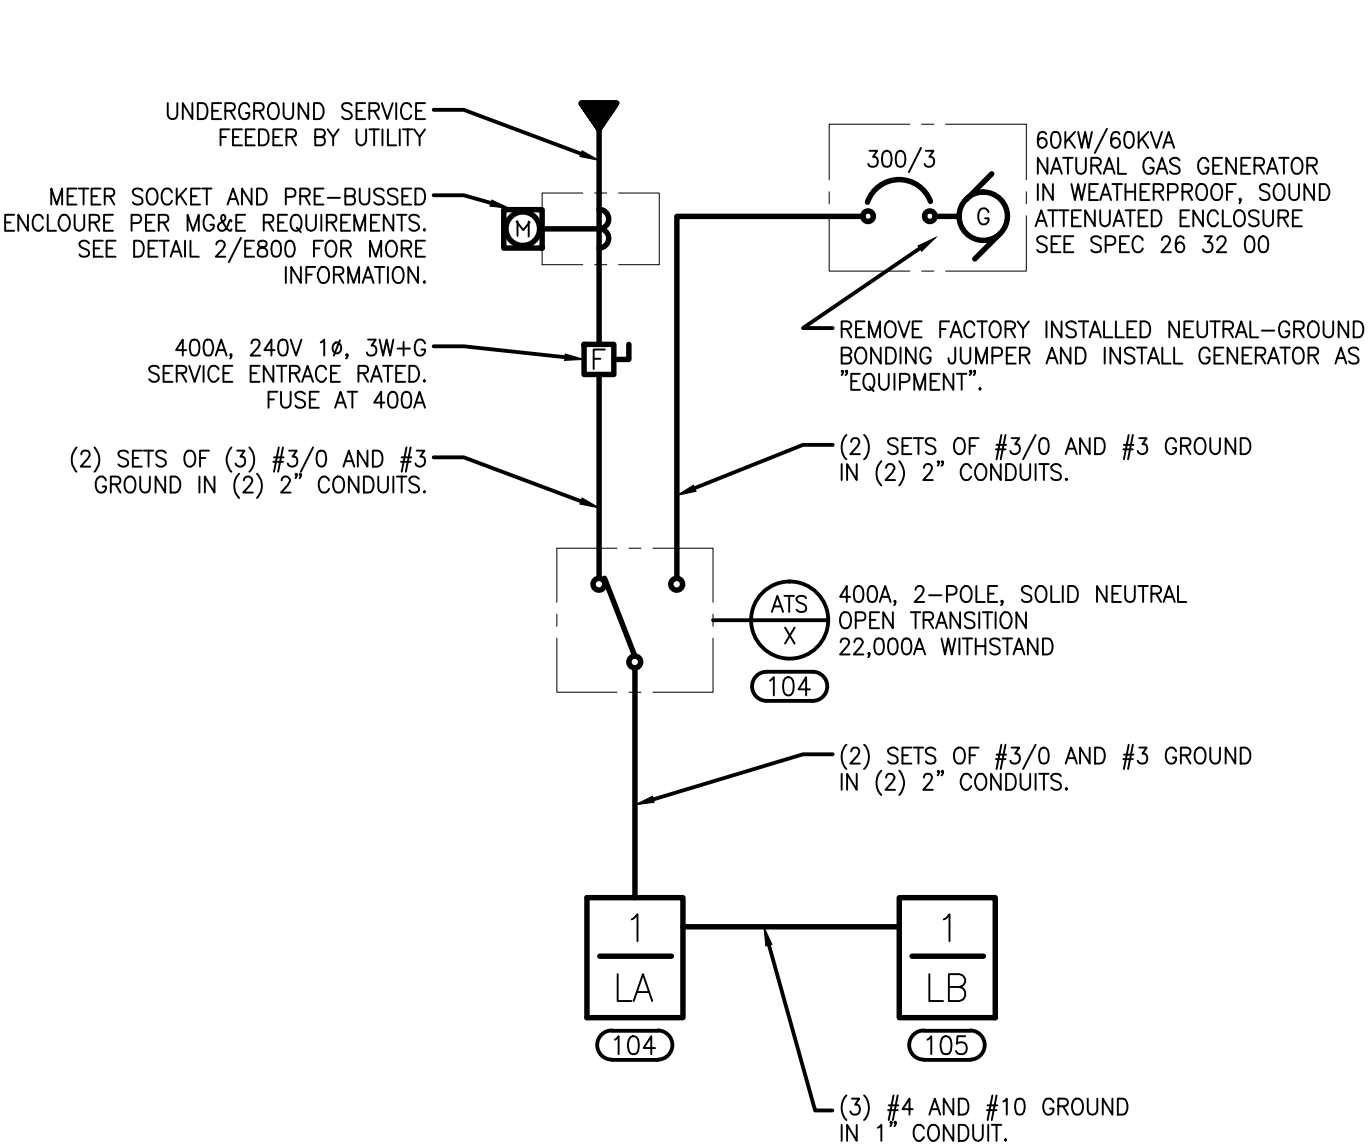 UNDERGROUND SERVICE
FEEDER BY UTILITY
METER SOCKET AND PRE-BUSSED
ENCLOURE PER MG&E REQUIREMENTS.
SEE DETAIL 2/E800 FOR MORE
INFORMATION.
M
400A, 240V 1ø, 3W+G
SERVICE ENTRACE RATED.
FUSE AT 400A
F
(2) SETS OF (3) #3/0 AND #3
GROUND IN (2) 2" CONDUITS.
300/3
G
60KW/60KVA
NATURAL GAS GENERATOR
IN WEATHERPROOF, SOUND
ATTENUATED ENCLOSURE
SEE SPEC 26 32 00
REMOVE FACTORY INSTALLED NEUTRAL-GROUND
BONDING JUMPER AND INSTALL GENERATOR AS
"EQUIPMENT".
(2) SETS OF #3/0 AND #3 GROUND
IN (2) 2" CONDUITS.
ATS
X
104
400A, 2-POLE, SOLID NEUTRAL
OPEN TRANSITION
22,000A WITHSTAND
(2) SETS OF #3/0 AND #3 GROUND
IN (2) 2" CONDUITS.
1
LA
104
1
LB
105
(3) #4 AND #10 GROUND
IN 1" CONDUIT.